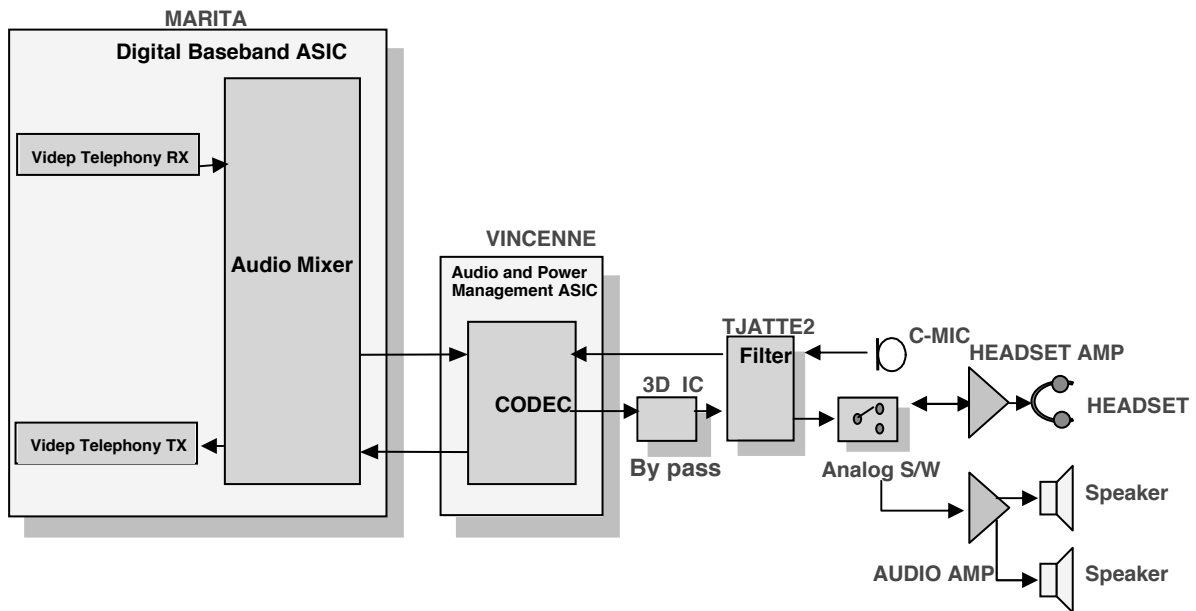 MARITA
Digital Baseband ASIC
Videp Telephony RX
Audio Mixer
Videp Telephony TX
VINCENNE
Audio and Power
Management ASIC
CODEC
3D IC
By pass
TJATTE2
Filter
C-MIC
Analog S/W
HEADSET AMP
HEADSET
AUDIO AMP
Speaker
Speaker